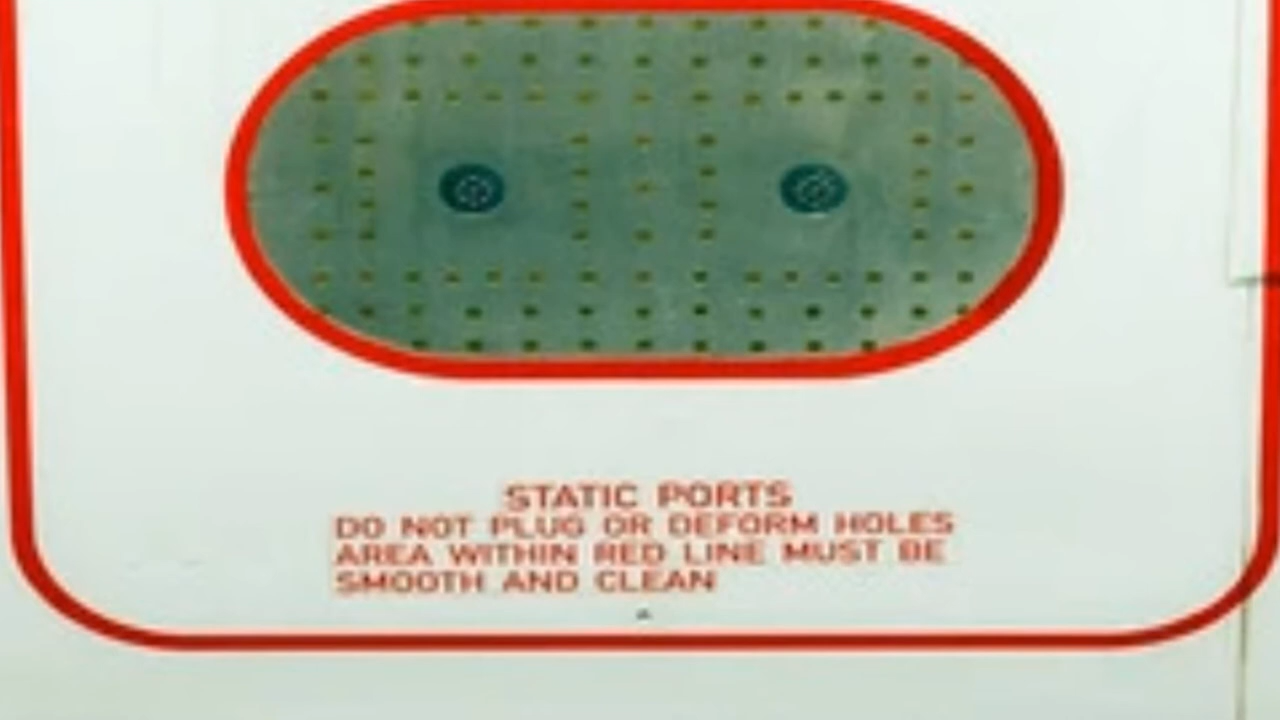 STATIC PORTS
DO NOT PLUG OR DEFORM HOLES
AREA WITHIN RED LINE MUST BE
SMOOTH AND CLEAN